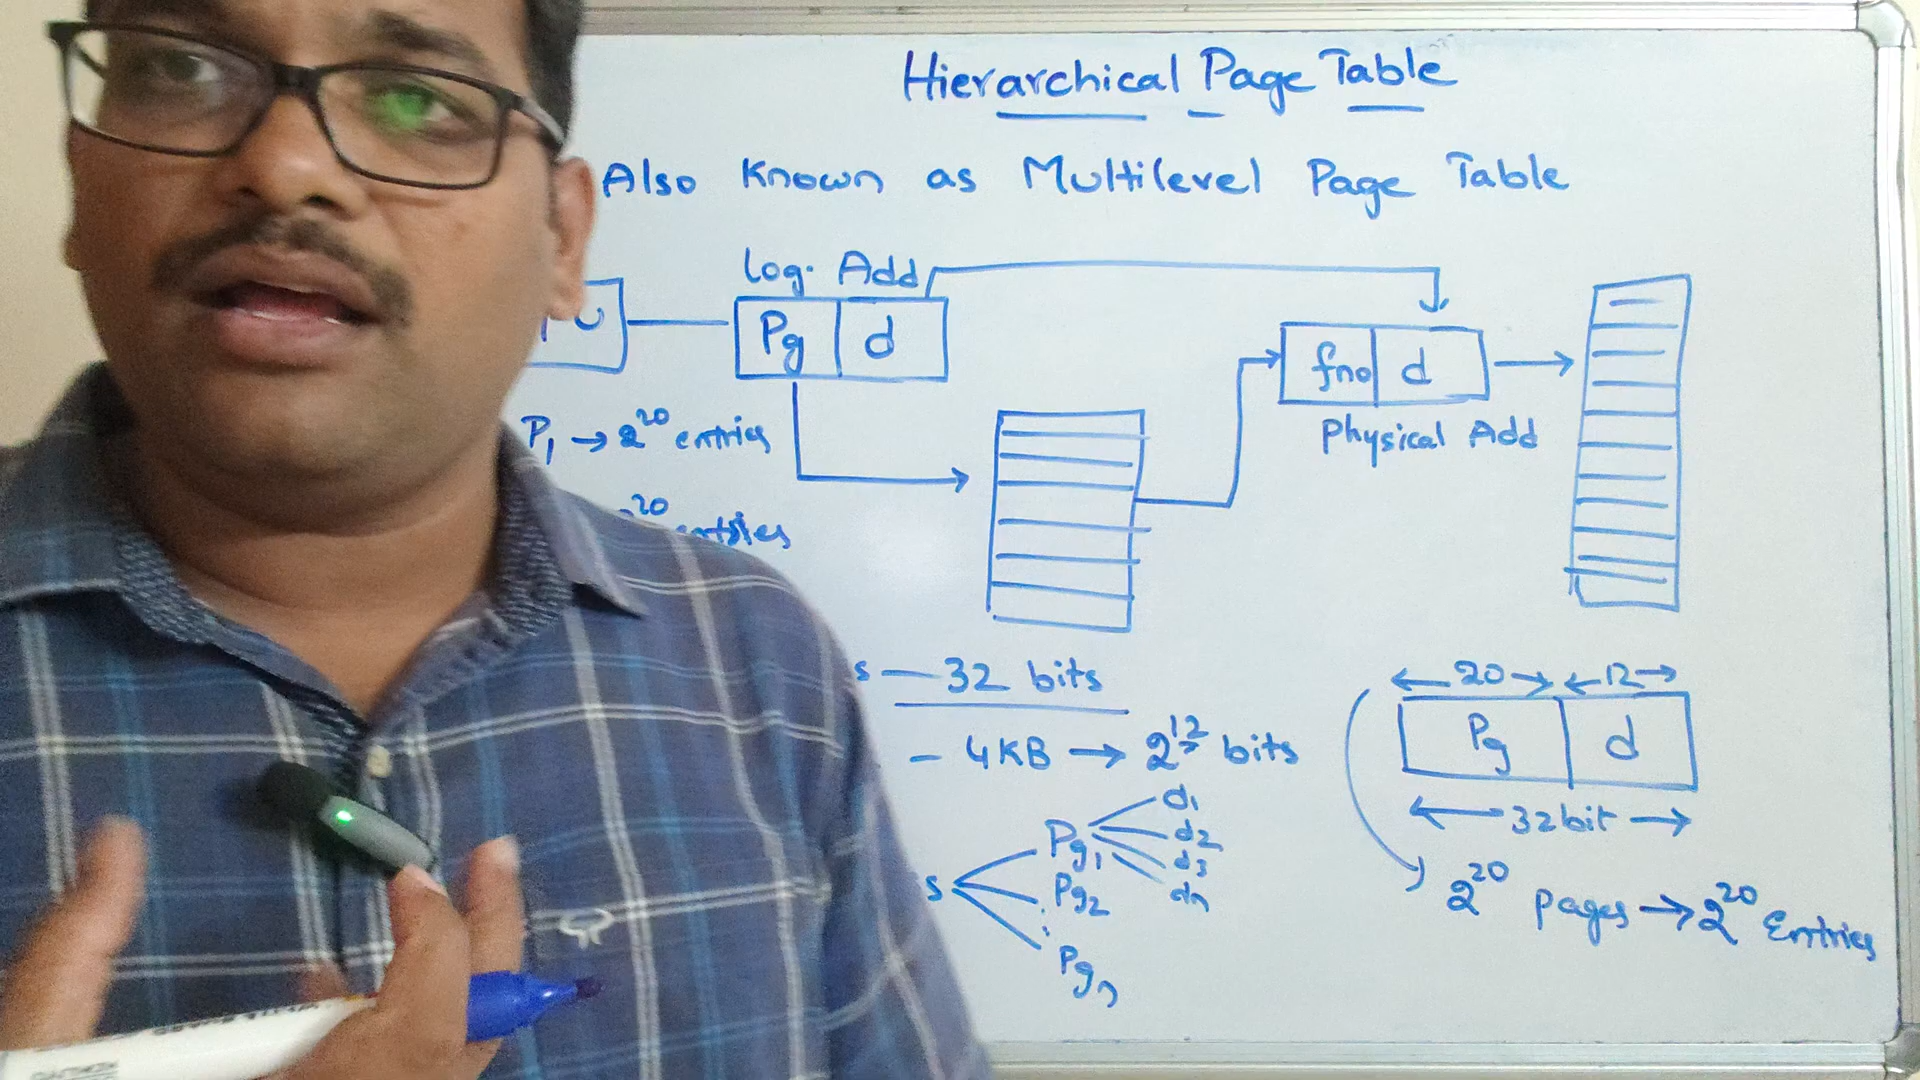 Hierarchical Page Table
Also Known as Multilevel Page Table
Log. Add
Pg d
fno d
Physical Add
P1 → 2^20 entries
2^20 entries
s — 32 bits
- 4KB → 2^12 bits
s
Pg1 d1
d2
d3
dn
Pg2
Pgn
20 12
Pg d
32bit
2^20 pages → 2^20 Entries